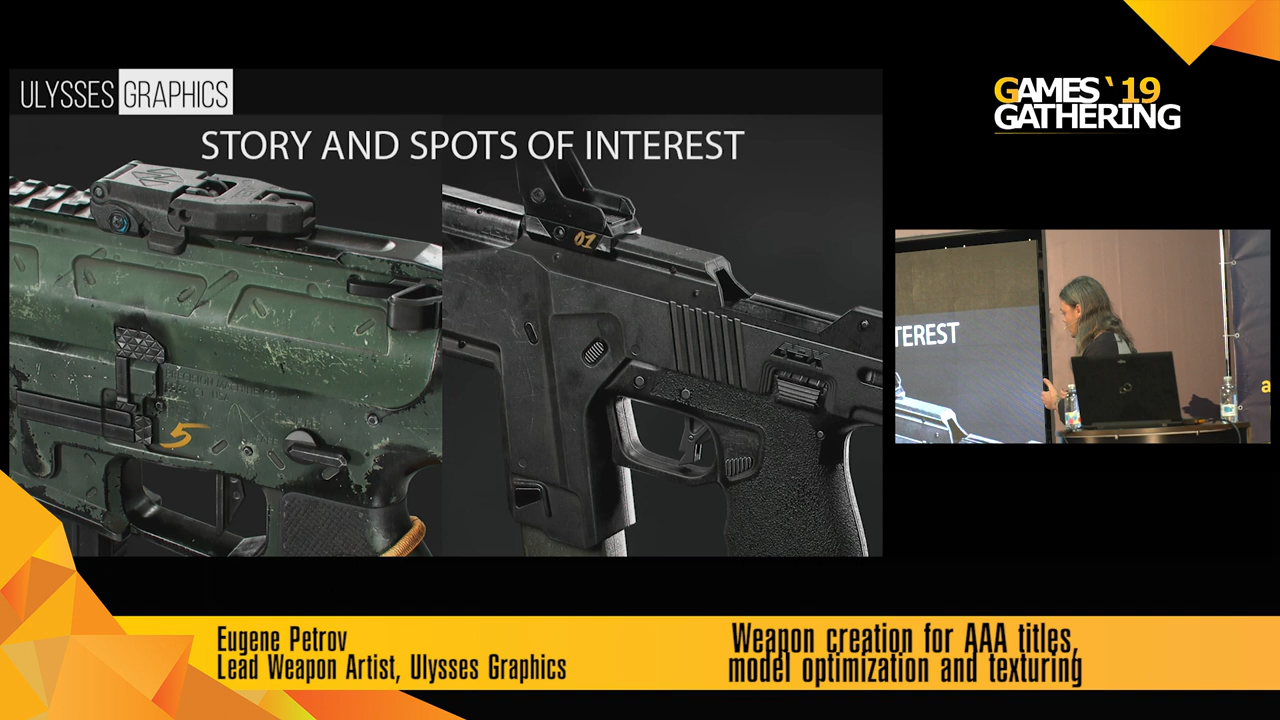 ULYSSES GRAPHICS
STORY AND SPOTS OF INTEREST
01
5
GAMES `19
GATHERING
TEREST
Eugene Petrov
Lead Weapon Artist, Ulysses Graphics
Weapon creation for AAA titles,
model optimization and texturing